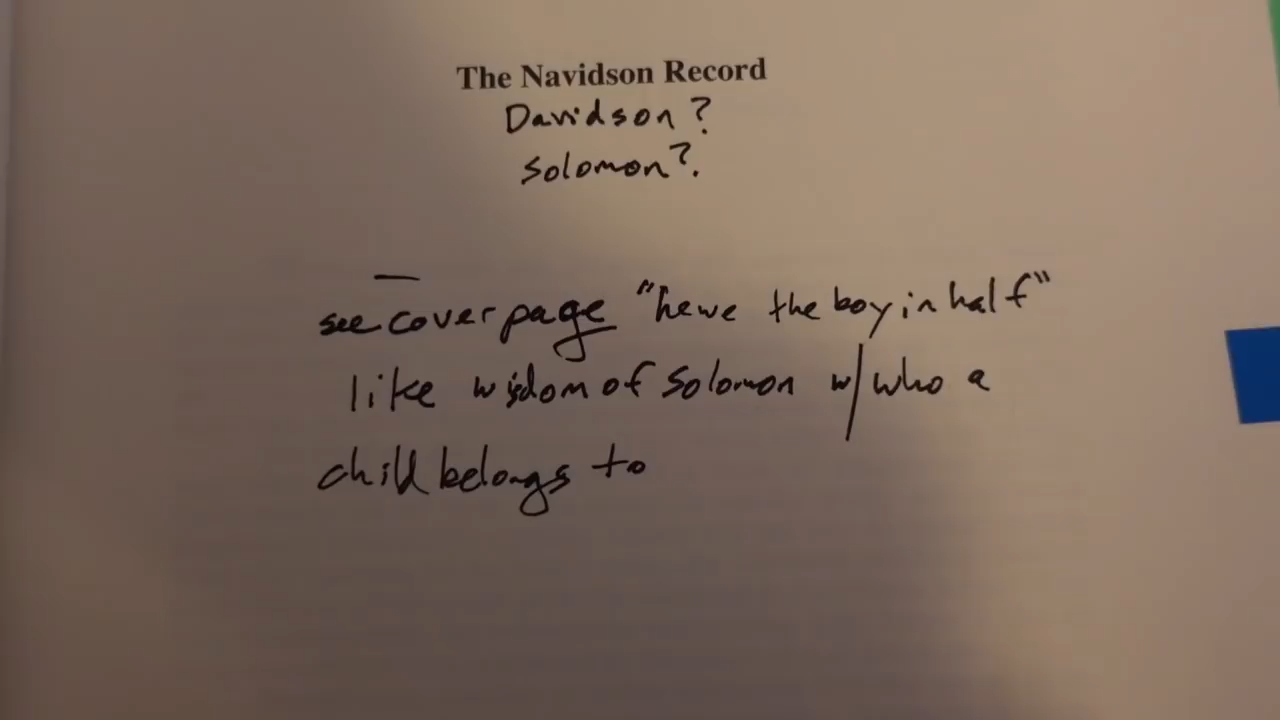 The Navidson Record
Davidson?
Solomon?.
see cover page "hewe the boy in half"
like wisdom of Solomon w/ who a
child belongs to